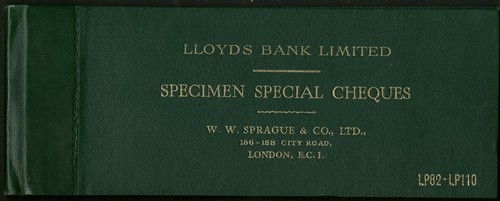 LLOYDS BANK LIMITED
SPECIMEN SPECIAL CHEQUES
W. W. SPRAGUE & CO., LTD.,
186-188 CITY ROAD,
LONDON, E.C.1.
LP82-LP110